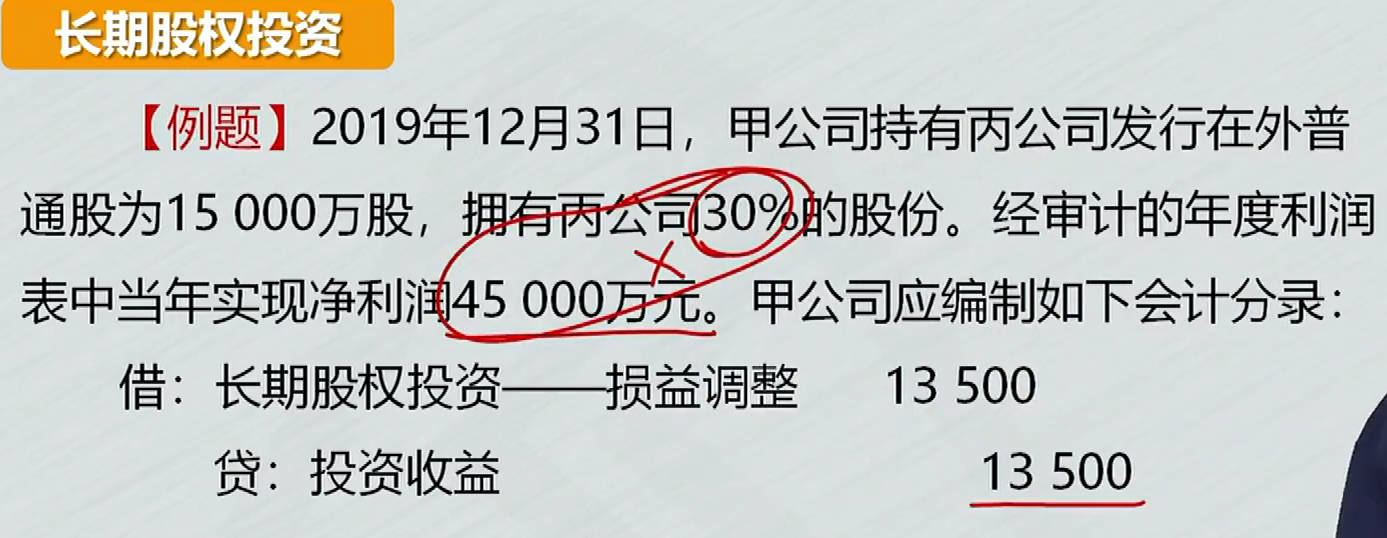 长期股权投资
【例题】2019年12月31日，甲公司持有丙公司发行在外普
通股为15 000万股，拥有丙公司30%的股份。经审计的年度利润
表中当年实现净利润45 000万元。甲公司应编制如下会计分录：
借：长期股权投资——损益调整 13 500
贷：投资收益 13 500